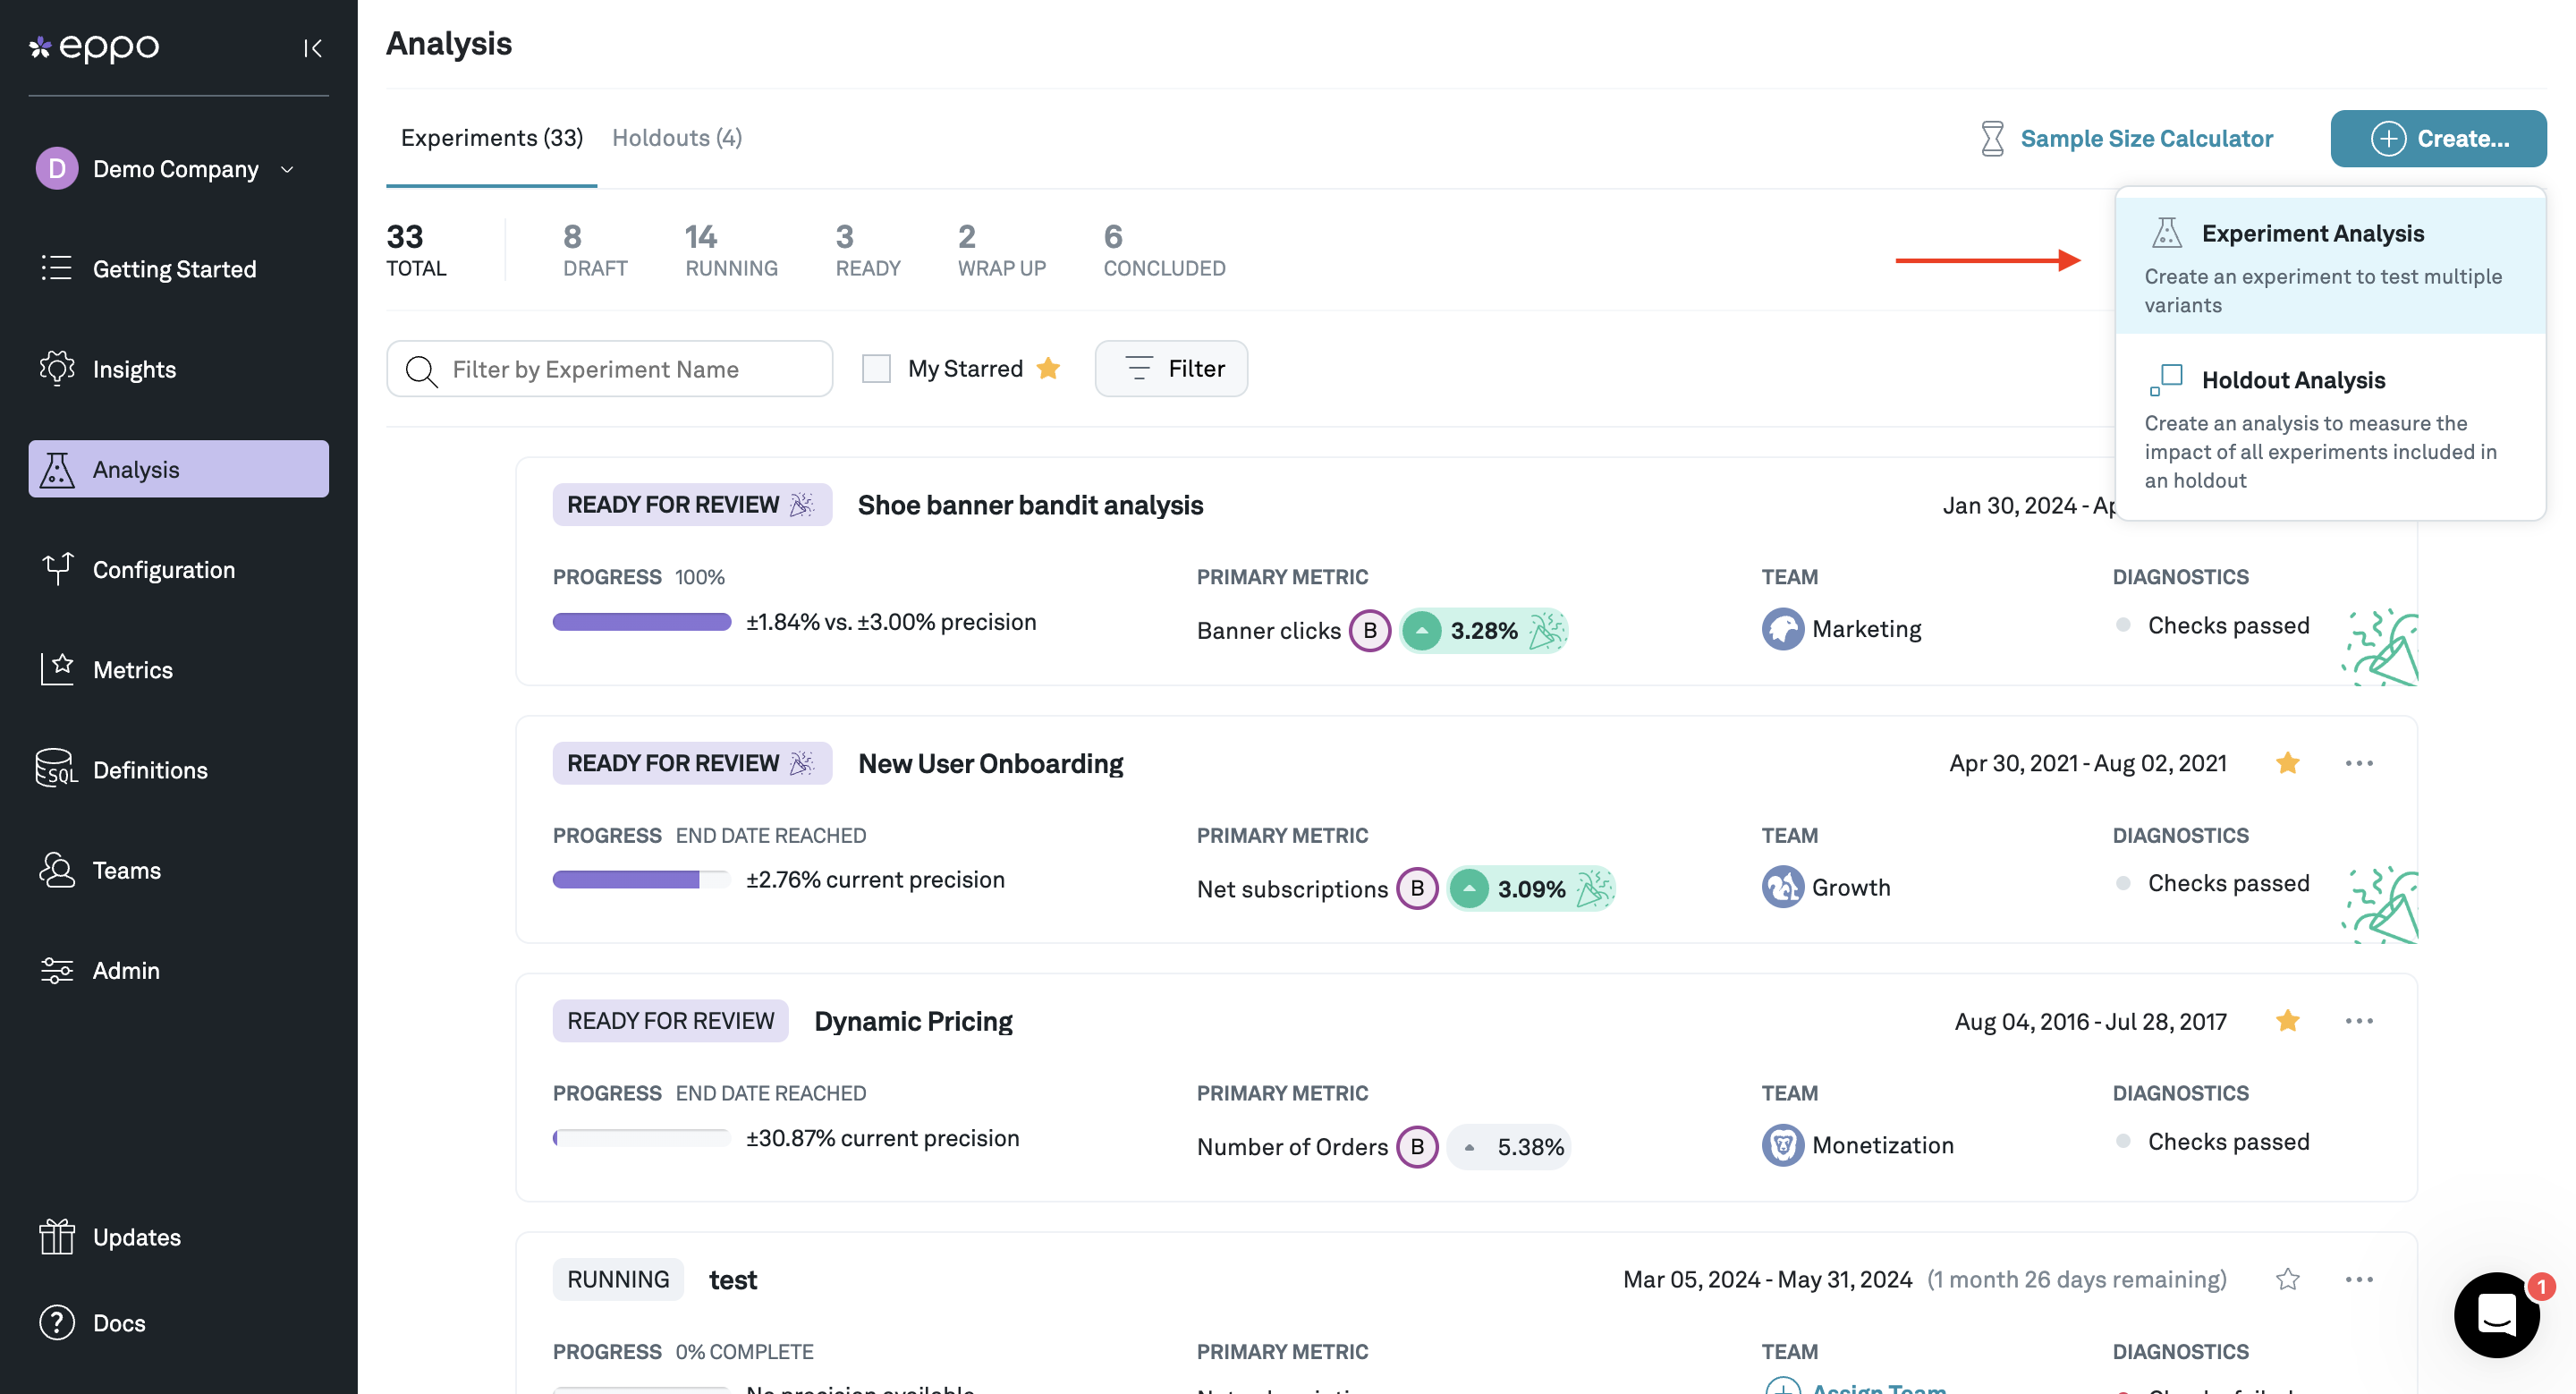 eppo
D Demo Company
Getting Started
Insights
Analysis
Configuration
Metrics
SQL Definitions
Teams
Admin
Updates
? Docs
Analysis
Experiments (33) Holdouts (4)
Sample Size Calculator
Create...
Experiment Analysis
Create an experiment to test multiple
variants
Holdout Analysis
Create an analysis to measure the
impact of all experiments included in
an holdout
33 8 14 3 2 6
TOTAL DRAFT RUNNING READY WRAP UP CONCLUDED
Filter by Experiment Name
My Starred
Filter
READY FOR REVIEW Shoe banner bandit analysis Jan 30, 2024 -
PROGRESS 100% PRIMARY METRIC TEAM DIAGNOSTICS
±1.84% vs. ±3.00% precision Banner clicks B 3.28% Marketing Checks passed
READY FOR REVIEW New User Onboarding Apr 30, 2021 - Aug 02, 2021
PROGRESS END DATE REACHED PRIMARY METRIC TEAM DIAGNOSTICS
±2.76% current precision Net subscriptions B 3.09% Growth Checks passed
READY FOR REVIEW Dynamic Pricing Aug 04, 2016 - Jul 28, 2017
PROGRESS END DATE REACHED PRIMARY METRIC TEAM DIAGNOSTICS
±30.87% current precision Number of Orders B 5.38% Monetization Checks passed
RUNNING test Mar 05, 2024 - May 31, 2024 (1 month 26 days remaining)
PROGRESS 0% COMPLETE PRIMARY METRIC TEAM DIAGNOSTICS
No precision available Assign Team
1